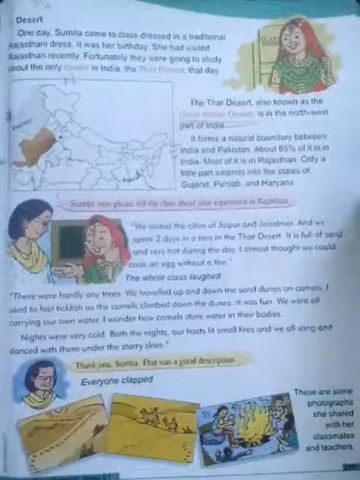 Desert
One day, Sumita came to class dressed in a traditional
Rajasthani dress. It was her birthday. She had visited
Rajasthan recently. Fortunately they were going to study
about the only desert in India, the Thar Desert, that day.
The Thar Desert, also known as the
Great Indian Desert, is in the north-west
part of India.
It forms a natural boundary between
India and Pakistan. About 85% of it is in
India. Most of it is in Rajasthan. Only a
little part extends into the states of
Gujarat, Punjab, and Haryana
Sumita, now please tell the class about your experience in Rajasthan
"We visited the cities of Jaipur and Jaisalmer. And we
spent 2 days in a tent in the Thar Desert. It is full of sand
and very hot during the day. I almost thought we could
cook an egg without a fire."
The whole class laughed.
"There were hardly any trees. We travelled up and down the sand dunes on camels. I
used to feel ticklish as the camels climbed down the dunes. It was fun. We were all
carrying our own water. I wonder how camels store water in their bodies.
Nights were very cold. Both the nights, our hosts lit small fires and we all sang and
danced with them under the starry skies."
Thank you, Sumita. That was a good description.
Everyone clapped
These are some
photographs
she shared
with her
classmates
and teachers.